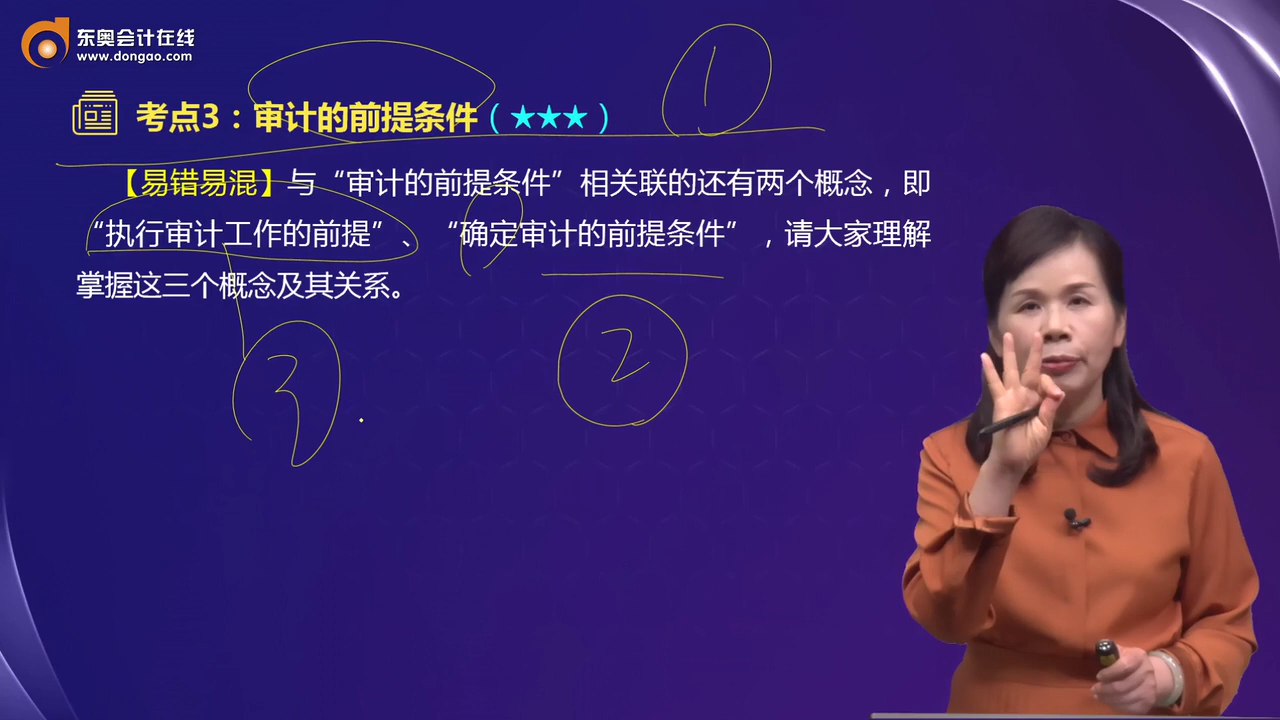 东奥会计在线
www.dongao.com
考点3：审计的前提条件（★★★）
1
【易错易混】与“审计的前提条件”相关联的还有两个概念，即
“执行审计工作的前提”、“确定审计的前提条件”，请大家理解
掌握这三个概念及其关系。
3
2